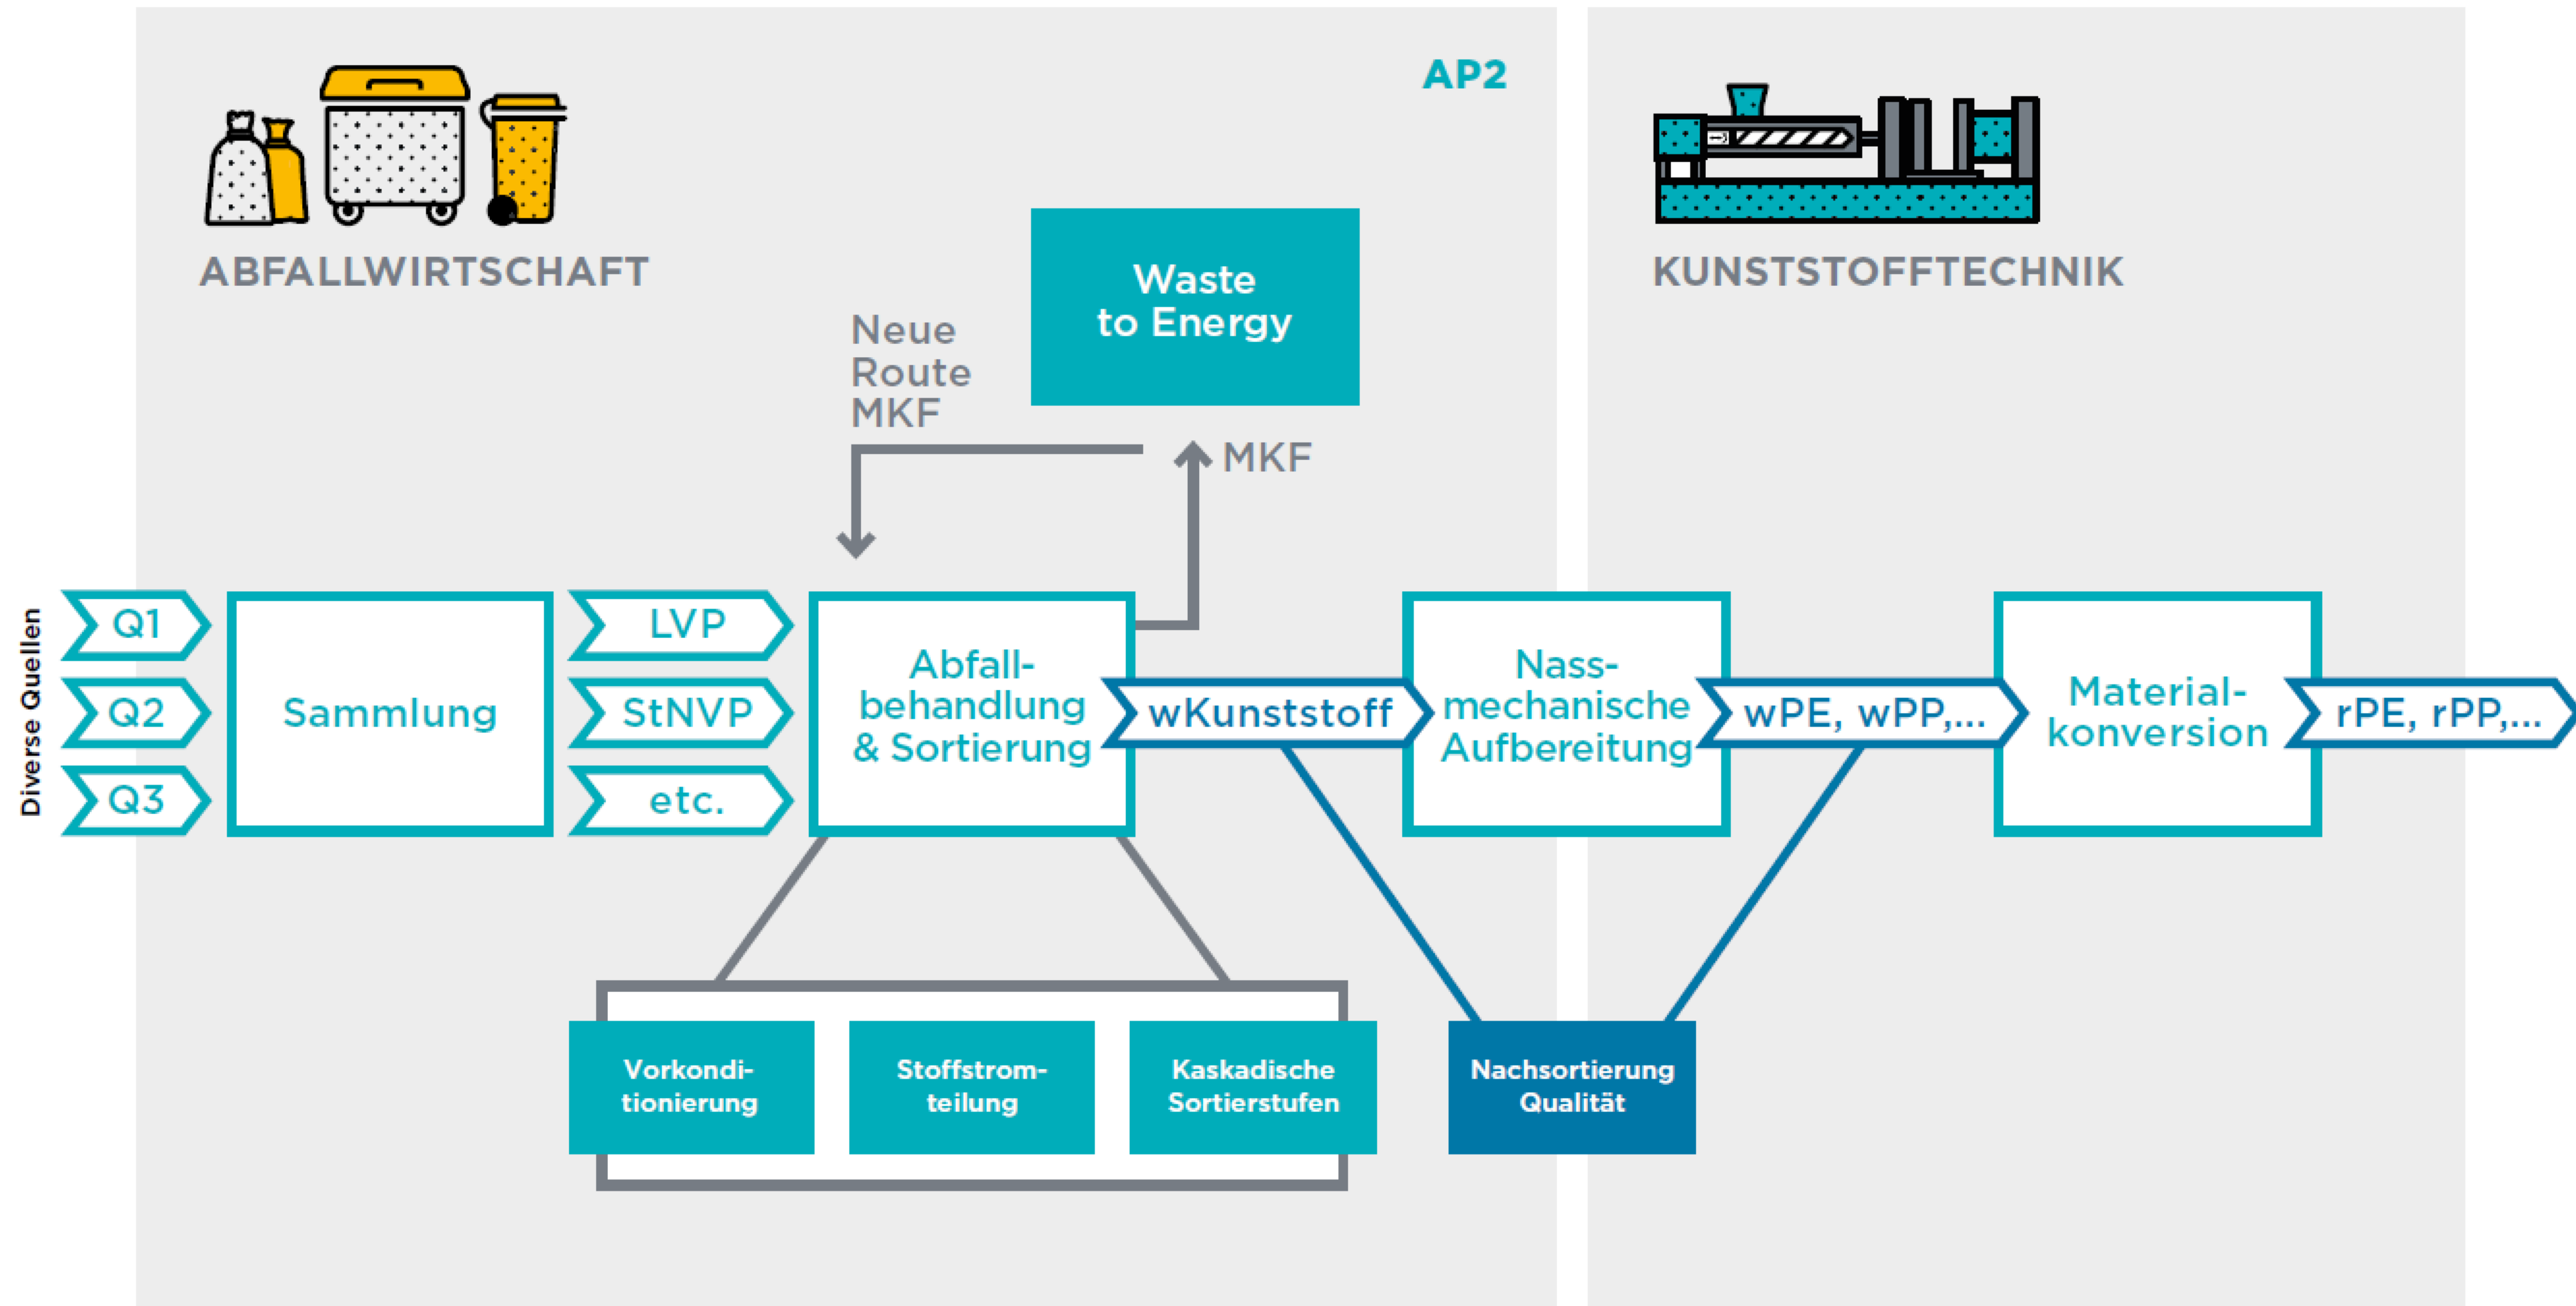 AP2
ABFALLWIRTSCHAFT
KUNSTSTOFFTECHNIK
Waste
to Energy
Neue
Route
MKF
MKF
Diverse Quellen
Q1
Q2
Q3
Sammlung
LVP
StNVP
etc.
Abfall-
behandlung
& Sortierung
wKunststoff
Nass-
mechanische
Aufbereitung
wPE, wPP,...
Material-
konversion
rPE, rPP,...
Vorkondi-
tionierung
Stoffstrom-
teilung
Kaskadische
Sortierstufen
Nachsortierung
Qualität